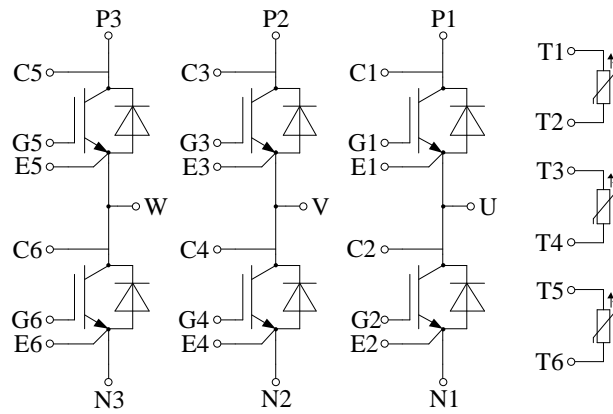 P3 P2 P1
C5 C3 C1 T1
G5 G3 G1 T2
E5 E3 E1
T3
W V U
T4
C6 C4 C2
T5
G6 G4 G2
E6 E4 E2
T6
N3 N2 N1